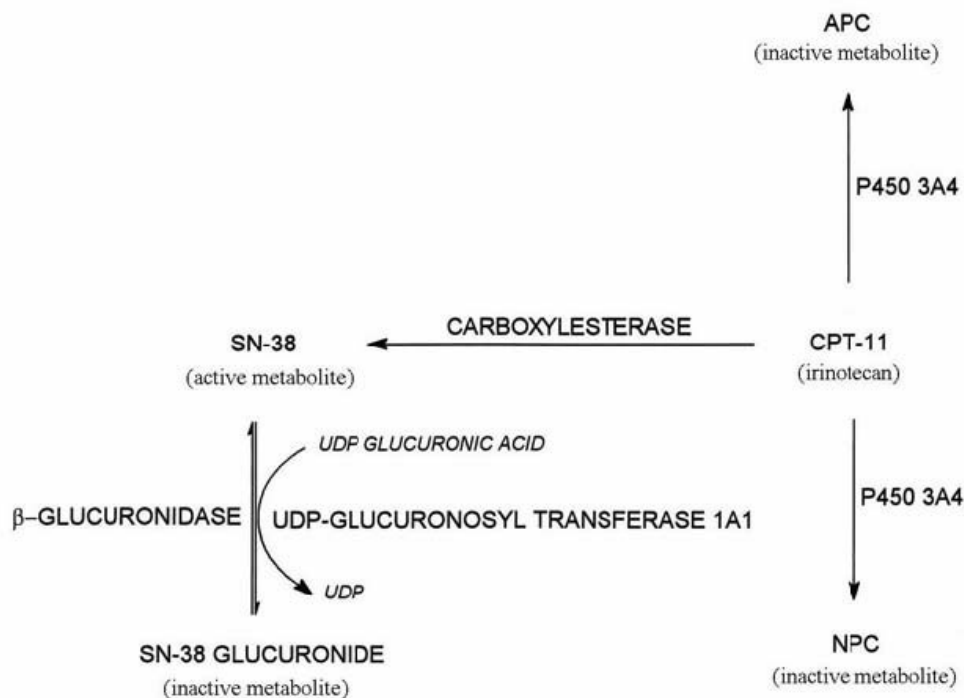 APC
(inactive metabolite)
P450 3A4
CARBOXYLESTERASE
SN-38
(active metabolite)
CPT-11
(irinotecan)
UDP GLUCURONIC ACID
β–GLUCURONIDASE
UDP-GLUCURONOSYL TRANSFERASE 1A1
P450 3A4
UDP
SN-38 GLUCURONIDE
(inactive metabolite)
NPC
(inactive metabolite)